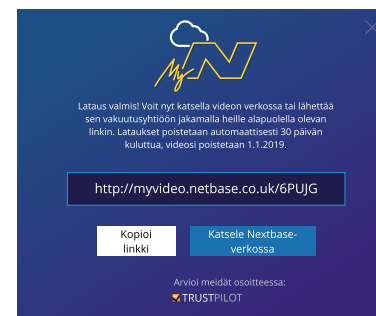 My N
Lataus valmis! Voit nyt katsella videon verkossa tai lähettää
sen vakuutusyhtiöön jakamalla heille alapuolella olevan
linkin. Lataukset poistetaan automaattisesti 30 päivän
kuluttua, videosi poistetaan 1.1.2019.
http://myvideo.netbase.co.uk/6PUJG
Kopioi
linkki
Katsele Nextbase-
verkossa
Arvioi meidät osoitteessa:
TRUSTPILOT